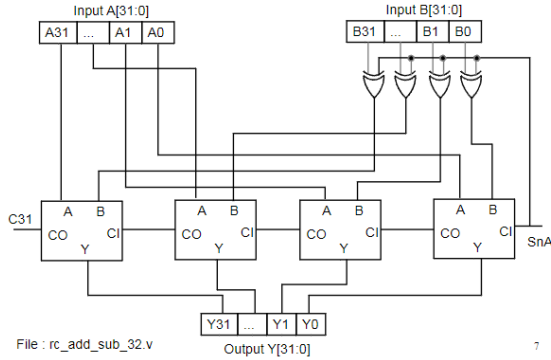 Input A[31:0] Input B[31:0]
A31 ... A1 A0 B31 ... B1 B0
A B A B A B A B
C31 CO CI CO CI CO CI CO CI SnA
Y Y Y Y
Y31 ... Y1 Y0
File : rc_add_sub_32.v Output Y[31:0] 7